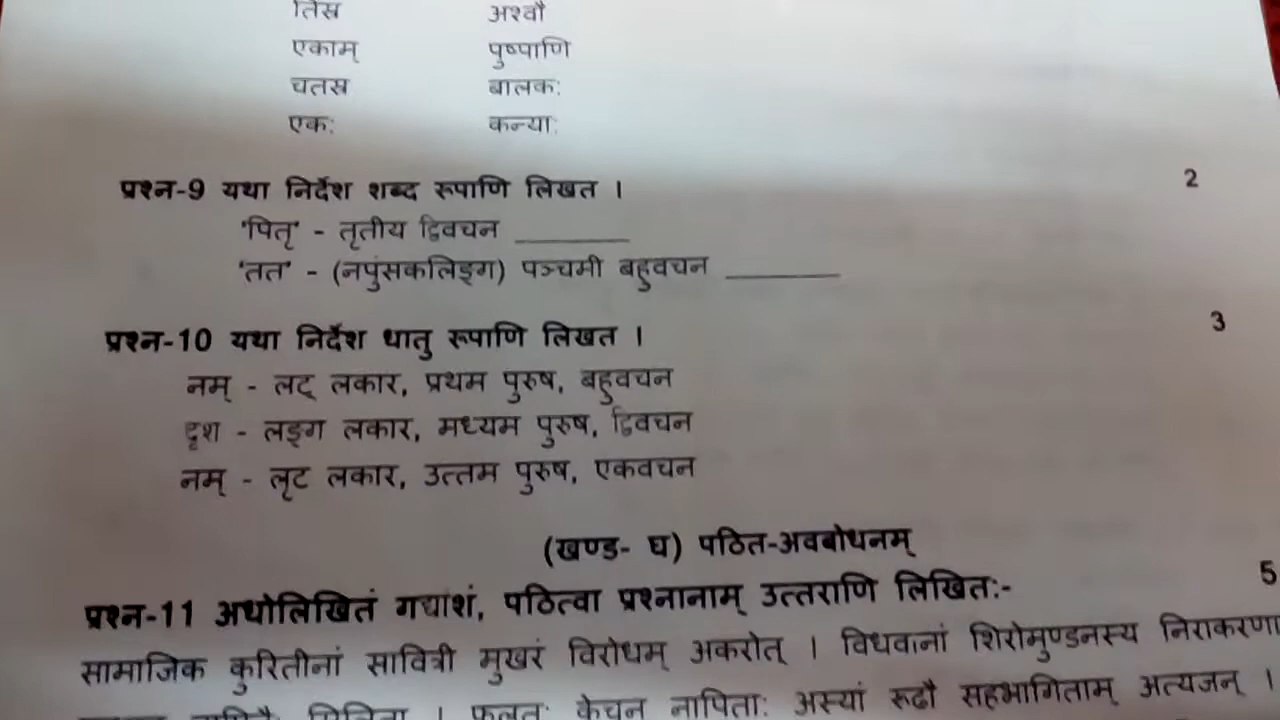 तिस्र अश्वौ
एकाम् पुष्पाणि
चतस्र बालक:
एक: कन्या:
प्रश्न-9 यथा निर्देश शब्द रूपाणि लिखत । 2
'पितृ' - तृतीय द्विवचन ________
'तत' - (नपुंसकलिङ्ग) पञ्चमी बहुवचन ________
प्रश्न-10 यथा निर्देश धातु रूपाणि लिखत । 3
नम् - लट् लकार, प्रथम पुरुष, बहुवचन
दृश - लङ्ग लकार, मध्यम पुरुष, द्विवचन
नम् - लृट लकार, उत्तम पुरुष, एकवचन
(खण्ड- घ) पठित-अवबोधनम्
प्रश्न-11 अधोलिखितं गद्यांशं, पठित्वा प्रश्नानाम् उत्तराणि लिखित:- 5
सामाजिक कुरितीनां सावित्री मुखरं विरोधम् अकरोत् । विधवानां शिरोमुण्डनस्य निराकरणा
। फलत: केचन नापिता: अस्यां रूढौ सहभागिताम् अत्यजन् ।